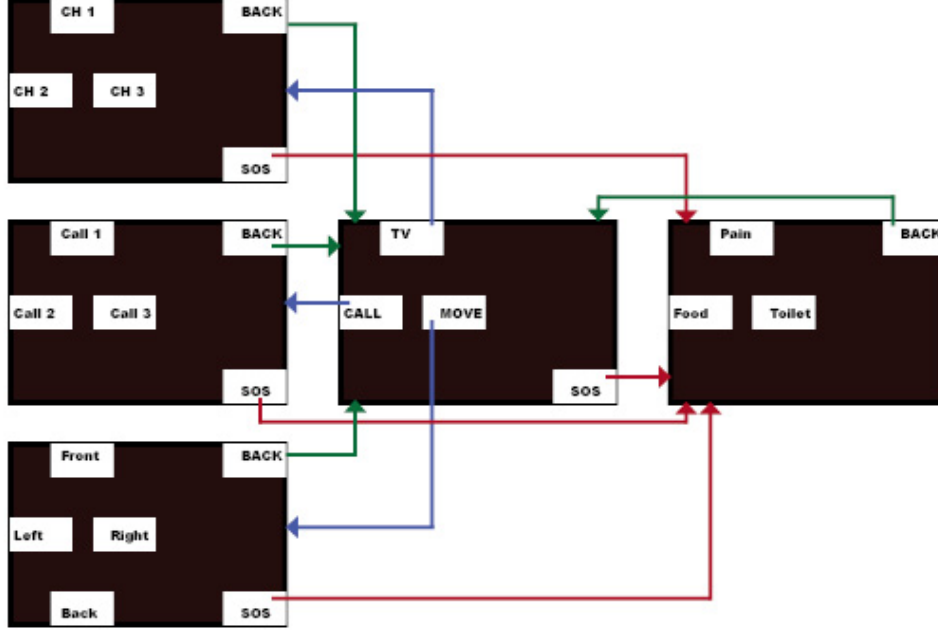 CH 1
BACK
CH 2
CH 3
SOS
Call 1
BACK
Call 2
Call 3
SOS
TV
CALL
MOVE
SOS
Pain
BACK
Food
Toilet
Front
BACK
Left
Right
Back
SOS